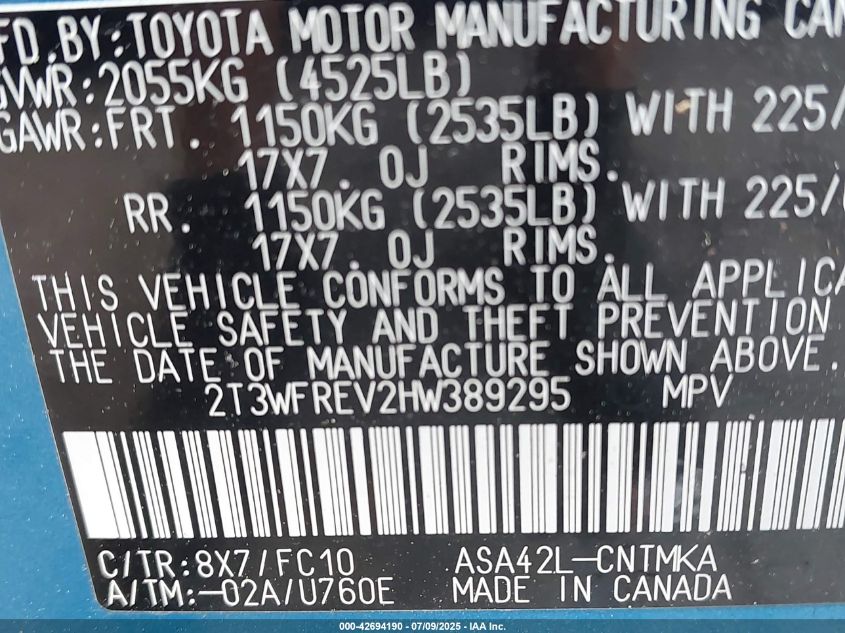 MFD. BY: TOYOTA MOTOR MANUFACTURING
GVWR: 2055KG (4525LB)
GAWR: FRT. 1150KG (2535LB) WITH 225/
17X7.0J RIMS.
RR. 1150KG (2535LB) WITH 225/
17X7.0J RIMS.
THIS VEHICLE CONFORMS TO ALL
VEHICLE SAFETY AND THEFT PREVENTION
THE DATE OF MANUFACTURE SHOWN ABOVE.
2T3WFREV2HW389295 MPV
C/TR: 8X7/FC10 ASA42L-CNTMKA
A/TM: -02A/U760E MADE IN CANADA
000-42694190 - 07/09/2025 - IAA Inc.